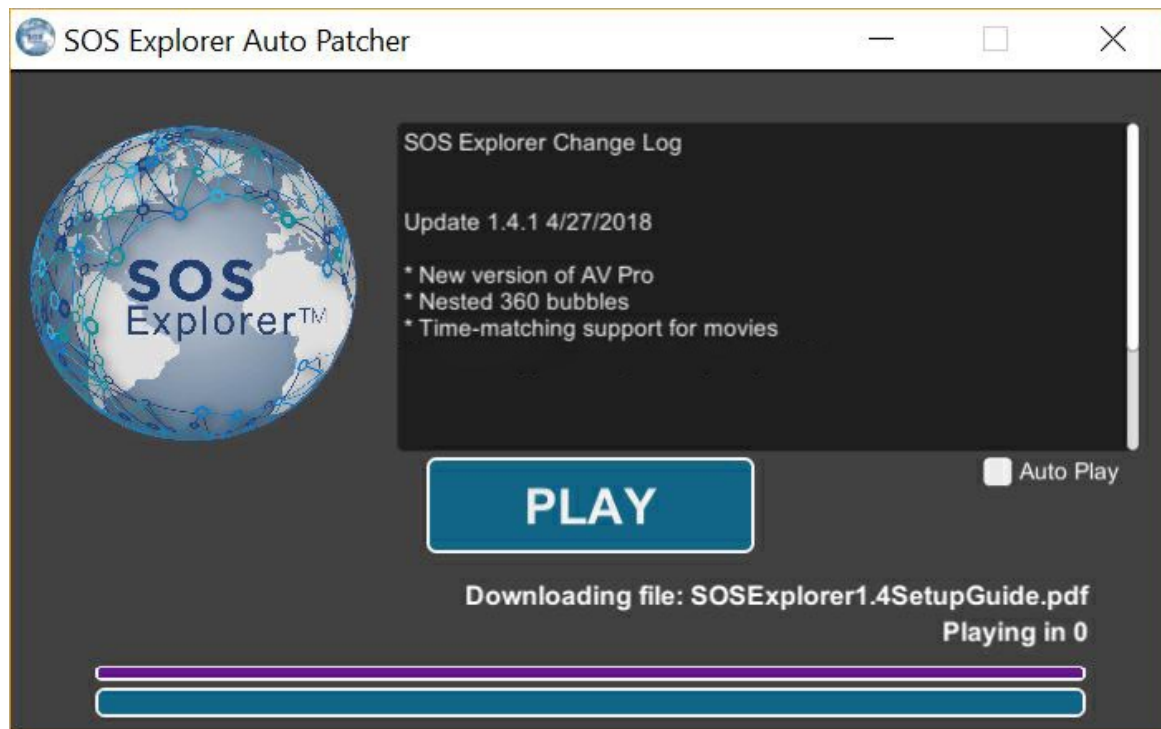 SOS Explorer Auto Patcher
SOS
Explorer™
SOS Explorer Change Log
Update 1.4.1 4/27/2018
* New version of AV Pro
* Nested 360 bubbles
* Time-matching support for movies
Auto Play
PLAY
Downloading file: SOSExplorer1.4SetupGuide.pdf
Playing in 0